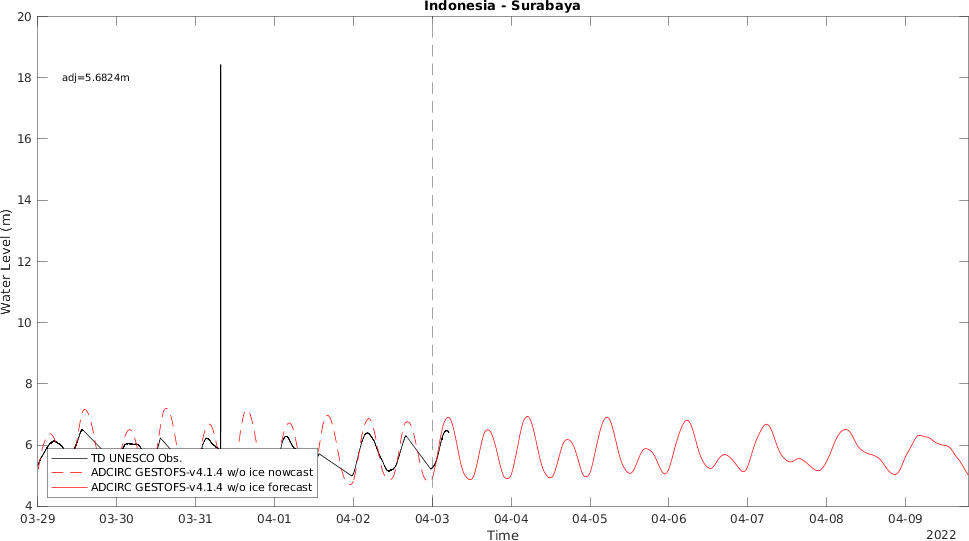 Indonesia - Surabaya
20
18
adj=5.6824m
16
14
12
10
8
6
4
Water Level (m)
TD UNESCO Obs.
ADCIRC GESTOFS-v4.1.4 w/o ice nowcast
ADCIRC GESTOFS-v4.1.4 w/o ice forecast
03-29 03-30 03-31 04-01 04-02 04-03 04-04 04-05 04-06 04-07 04-08 04-09
Time
2022